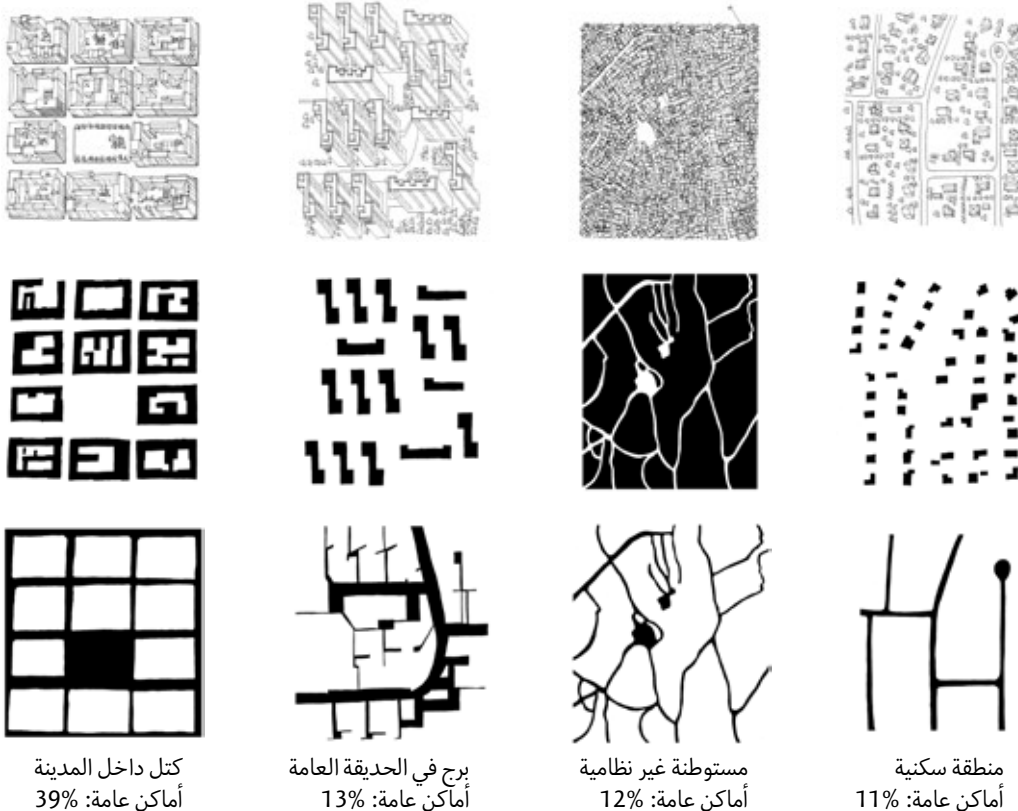 منطقة سكنية
أماكن عامة: 11%
مستوطنة غير نظامية
أماكن عامة: 12%
برج في الحديقة العامة
أماكن عامة: 13%
كتل داخل المدينة
أماكن عامة: 39%